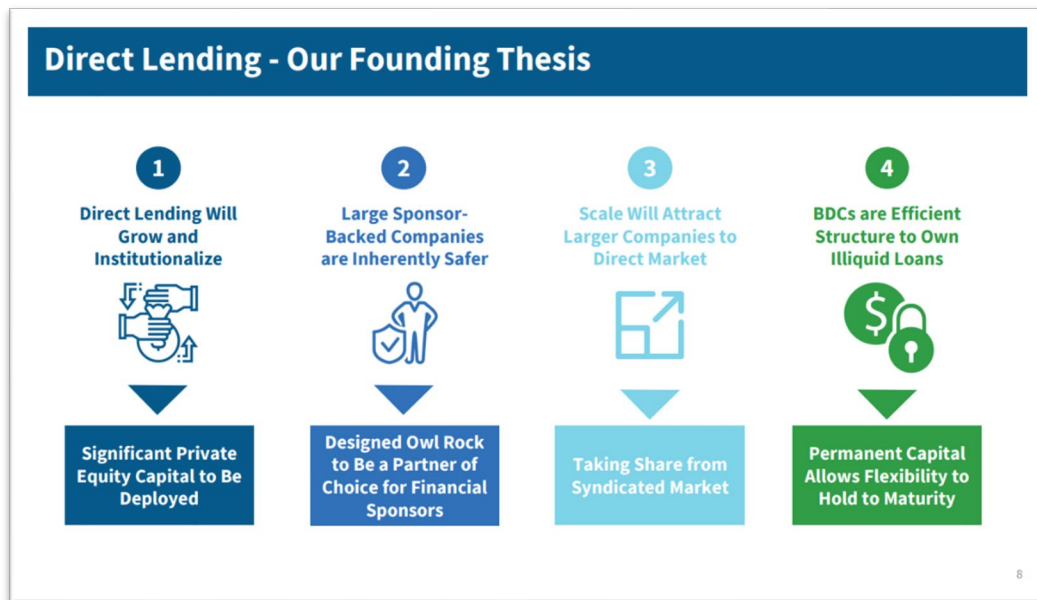 Direct Lending - Our Founding Thesis
1
Direct Lending Will
Grow and
Institutionalize
Significant Private
Equity Capital to Be
Deployed
2
Large Sponsor-
Backed Companies
are Inherently Safer
Designed Owl Rock
to Be a Partner of
Choice for Financial
Sponsors
3
Scale Will Attract
Larger Companies to
Direct Market
Taking Share from
Syndicated Market
4
BDCs are Efficient
Structure to Own
Illiquid Loans
$
Permanent Capital
Allows Flexibility to
Hold to Maturity
8